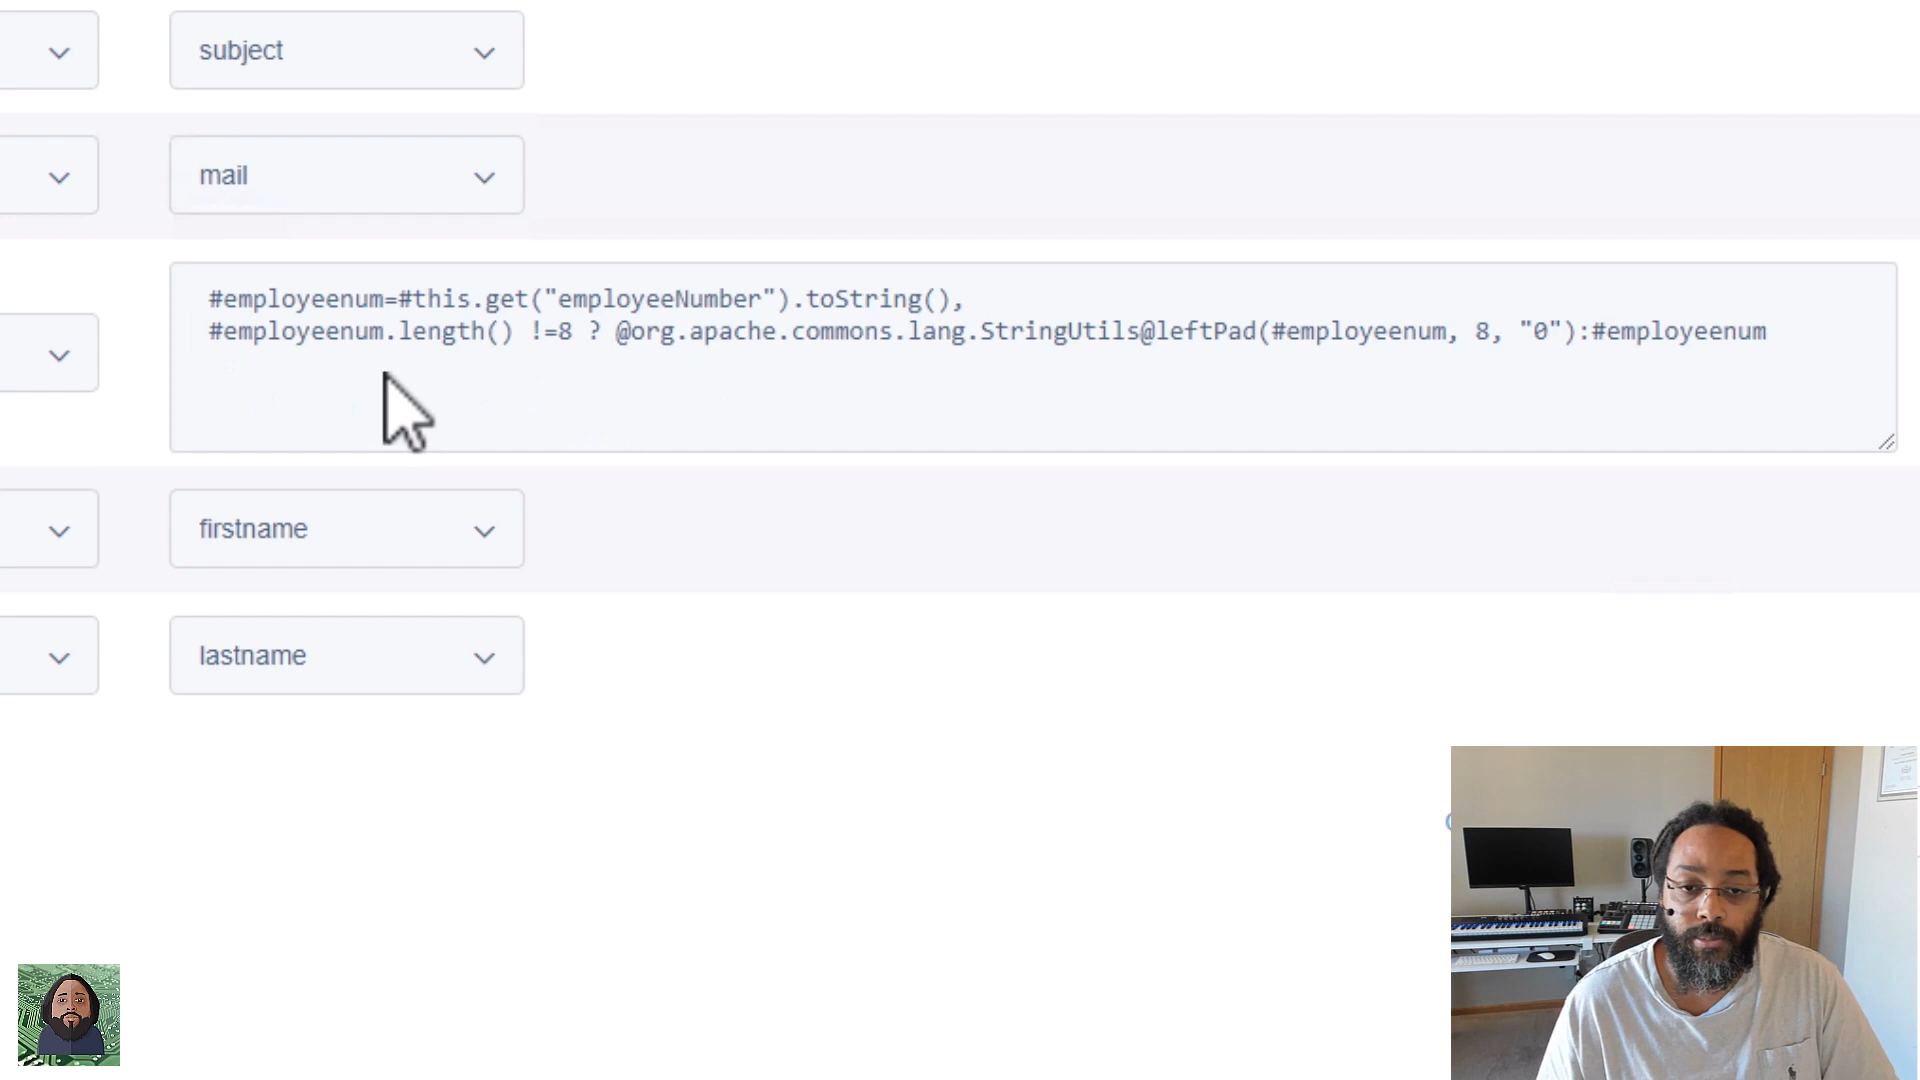 subject
mail
#employeenum=#this.get("employeeNumber").toString(),
#employeenum.length() !=8 ? @org.apache.commons.lang.StringUtils@leftPad(#employeenum, 8, "0"):#employeenum
firstname
lastname